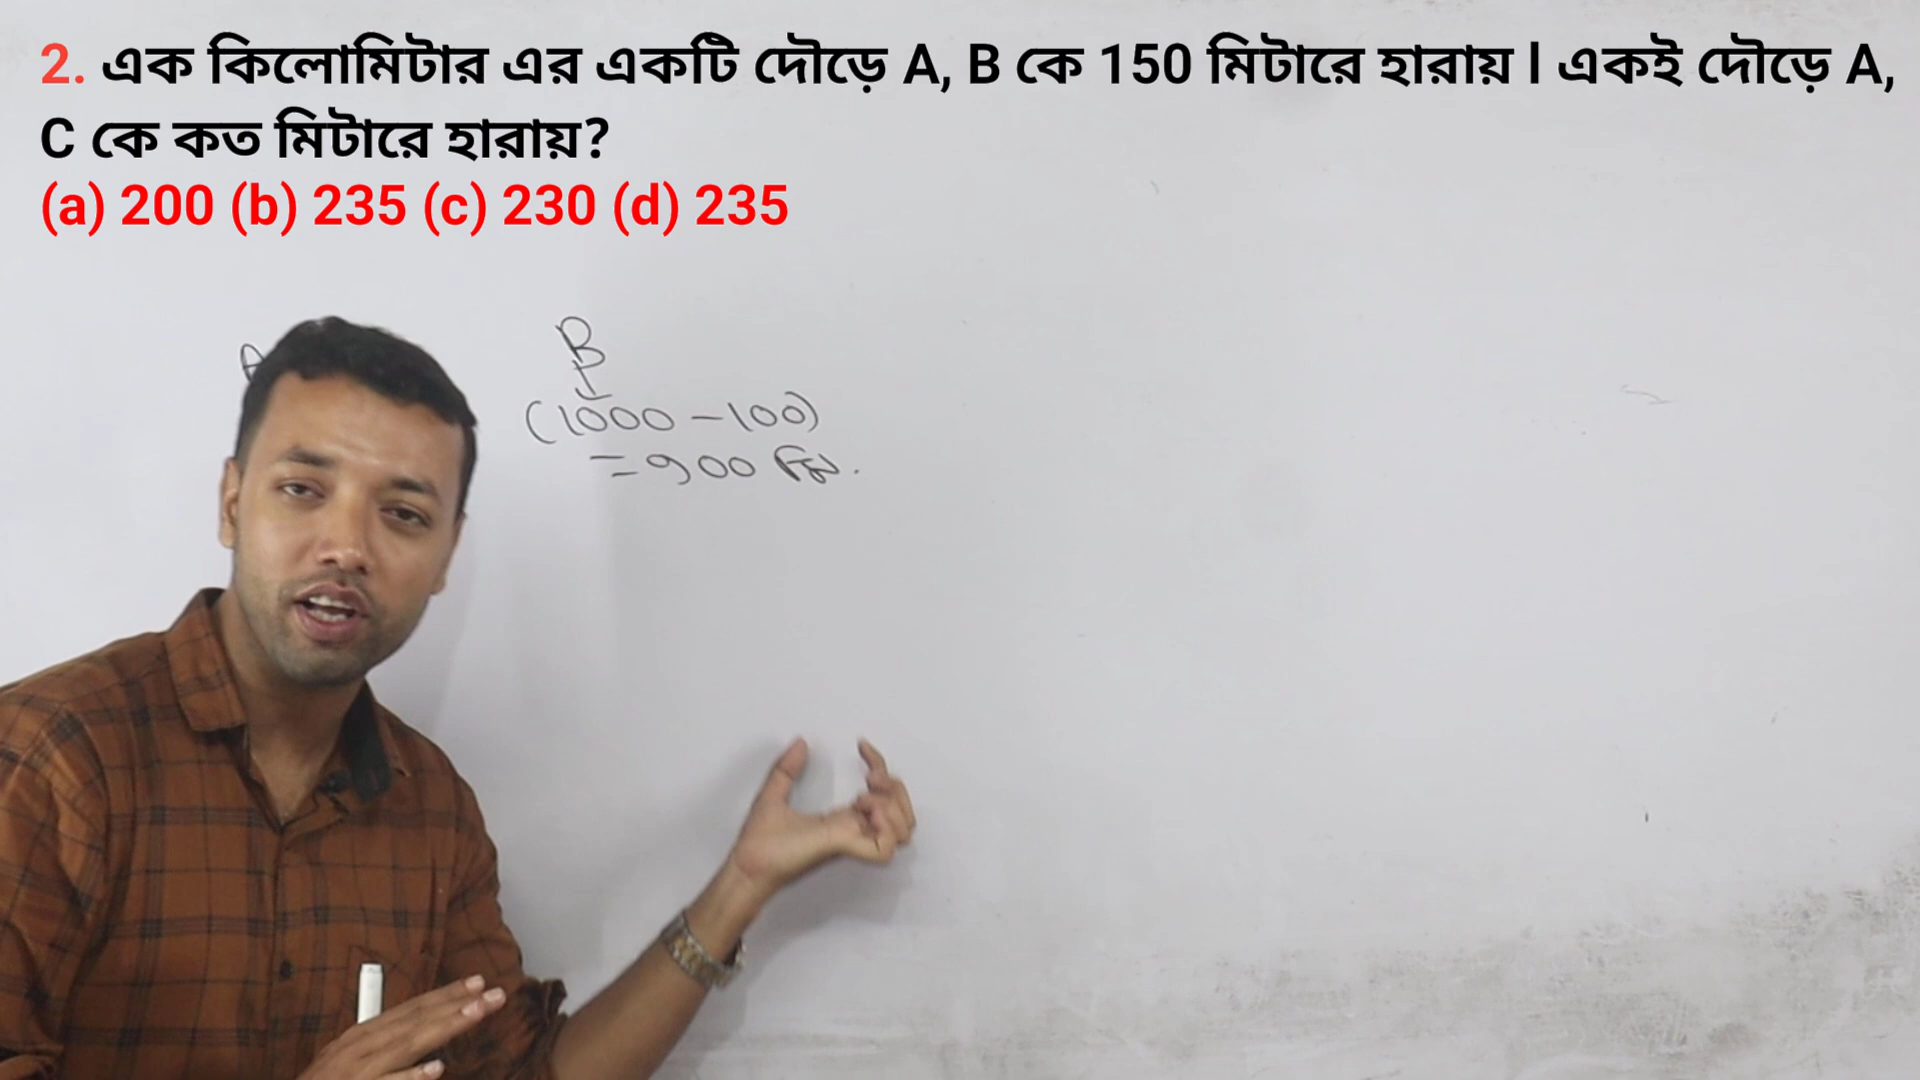 2. এক কিলোমিটার এর একটি দৌড়ে A, B কে 150 মিটারে হারায় l একই দৌড়ে A,
C কে কত মিটারে হারায়?
(a) 200 (b) 235 (c) 230 (d) 235
A B
(1000 - 100)
= 900 মি.